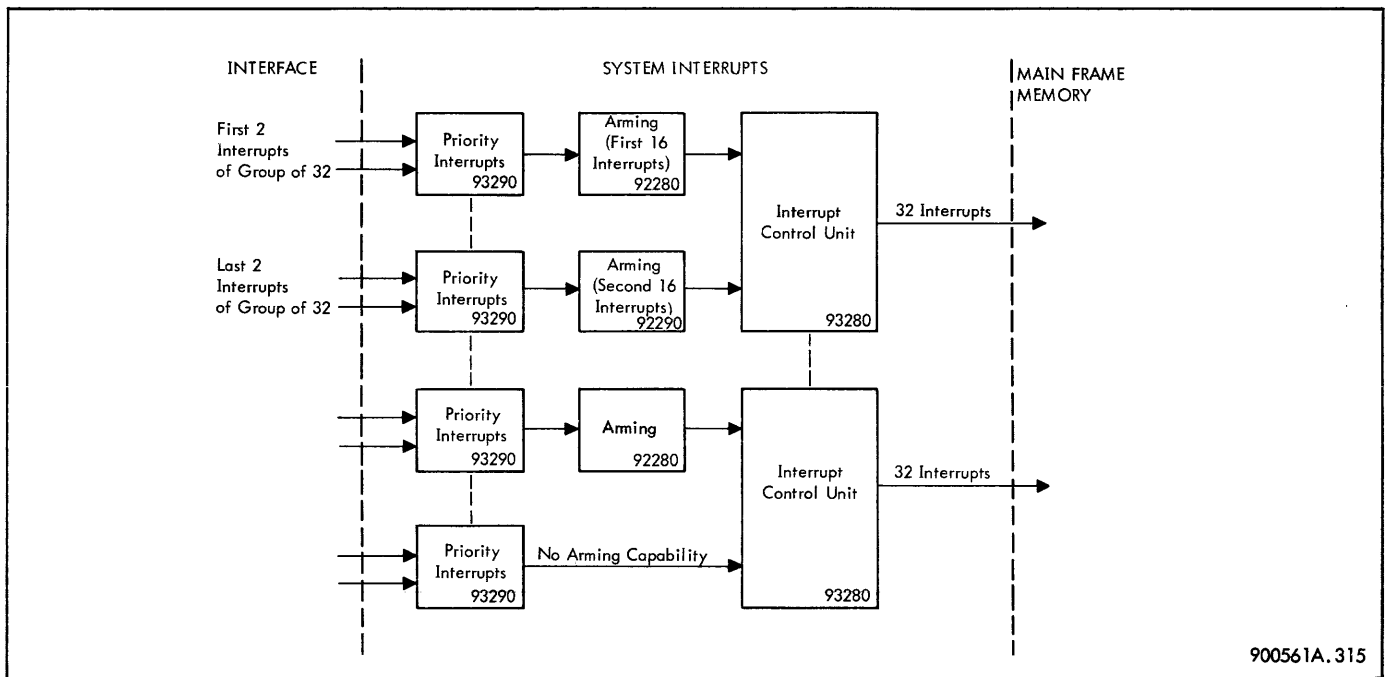 INTERFACE
SYSTEM INTERRUPTS
MAIN FRAME
MEMORY
First 2
Interrupts
of Group of 32
Priority
Interrupts
93290
Arming
(First 16
Interrupts)
92280
Interrupt
Control Unit
93280
32 Interrupts
Last 2
Interrupts
of Group of 32
Priority
Interrupts
93290
Arming
(Second 16
Interrupts)
92290
Priority
Interrupts
93290
Arming
92280
Interrupt
Control Unit
93280
32 Interrupts
Priority
Interrupts
93290
No Arming Capability
900561A.315